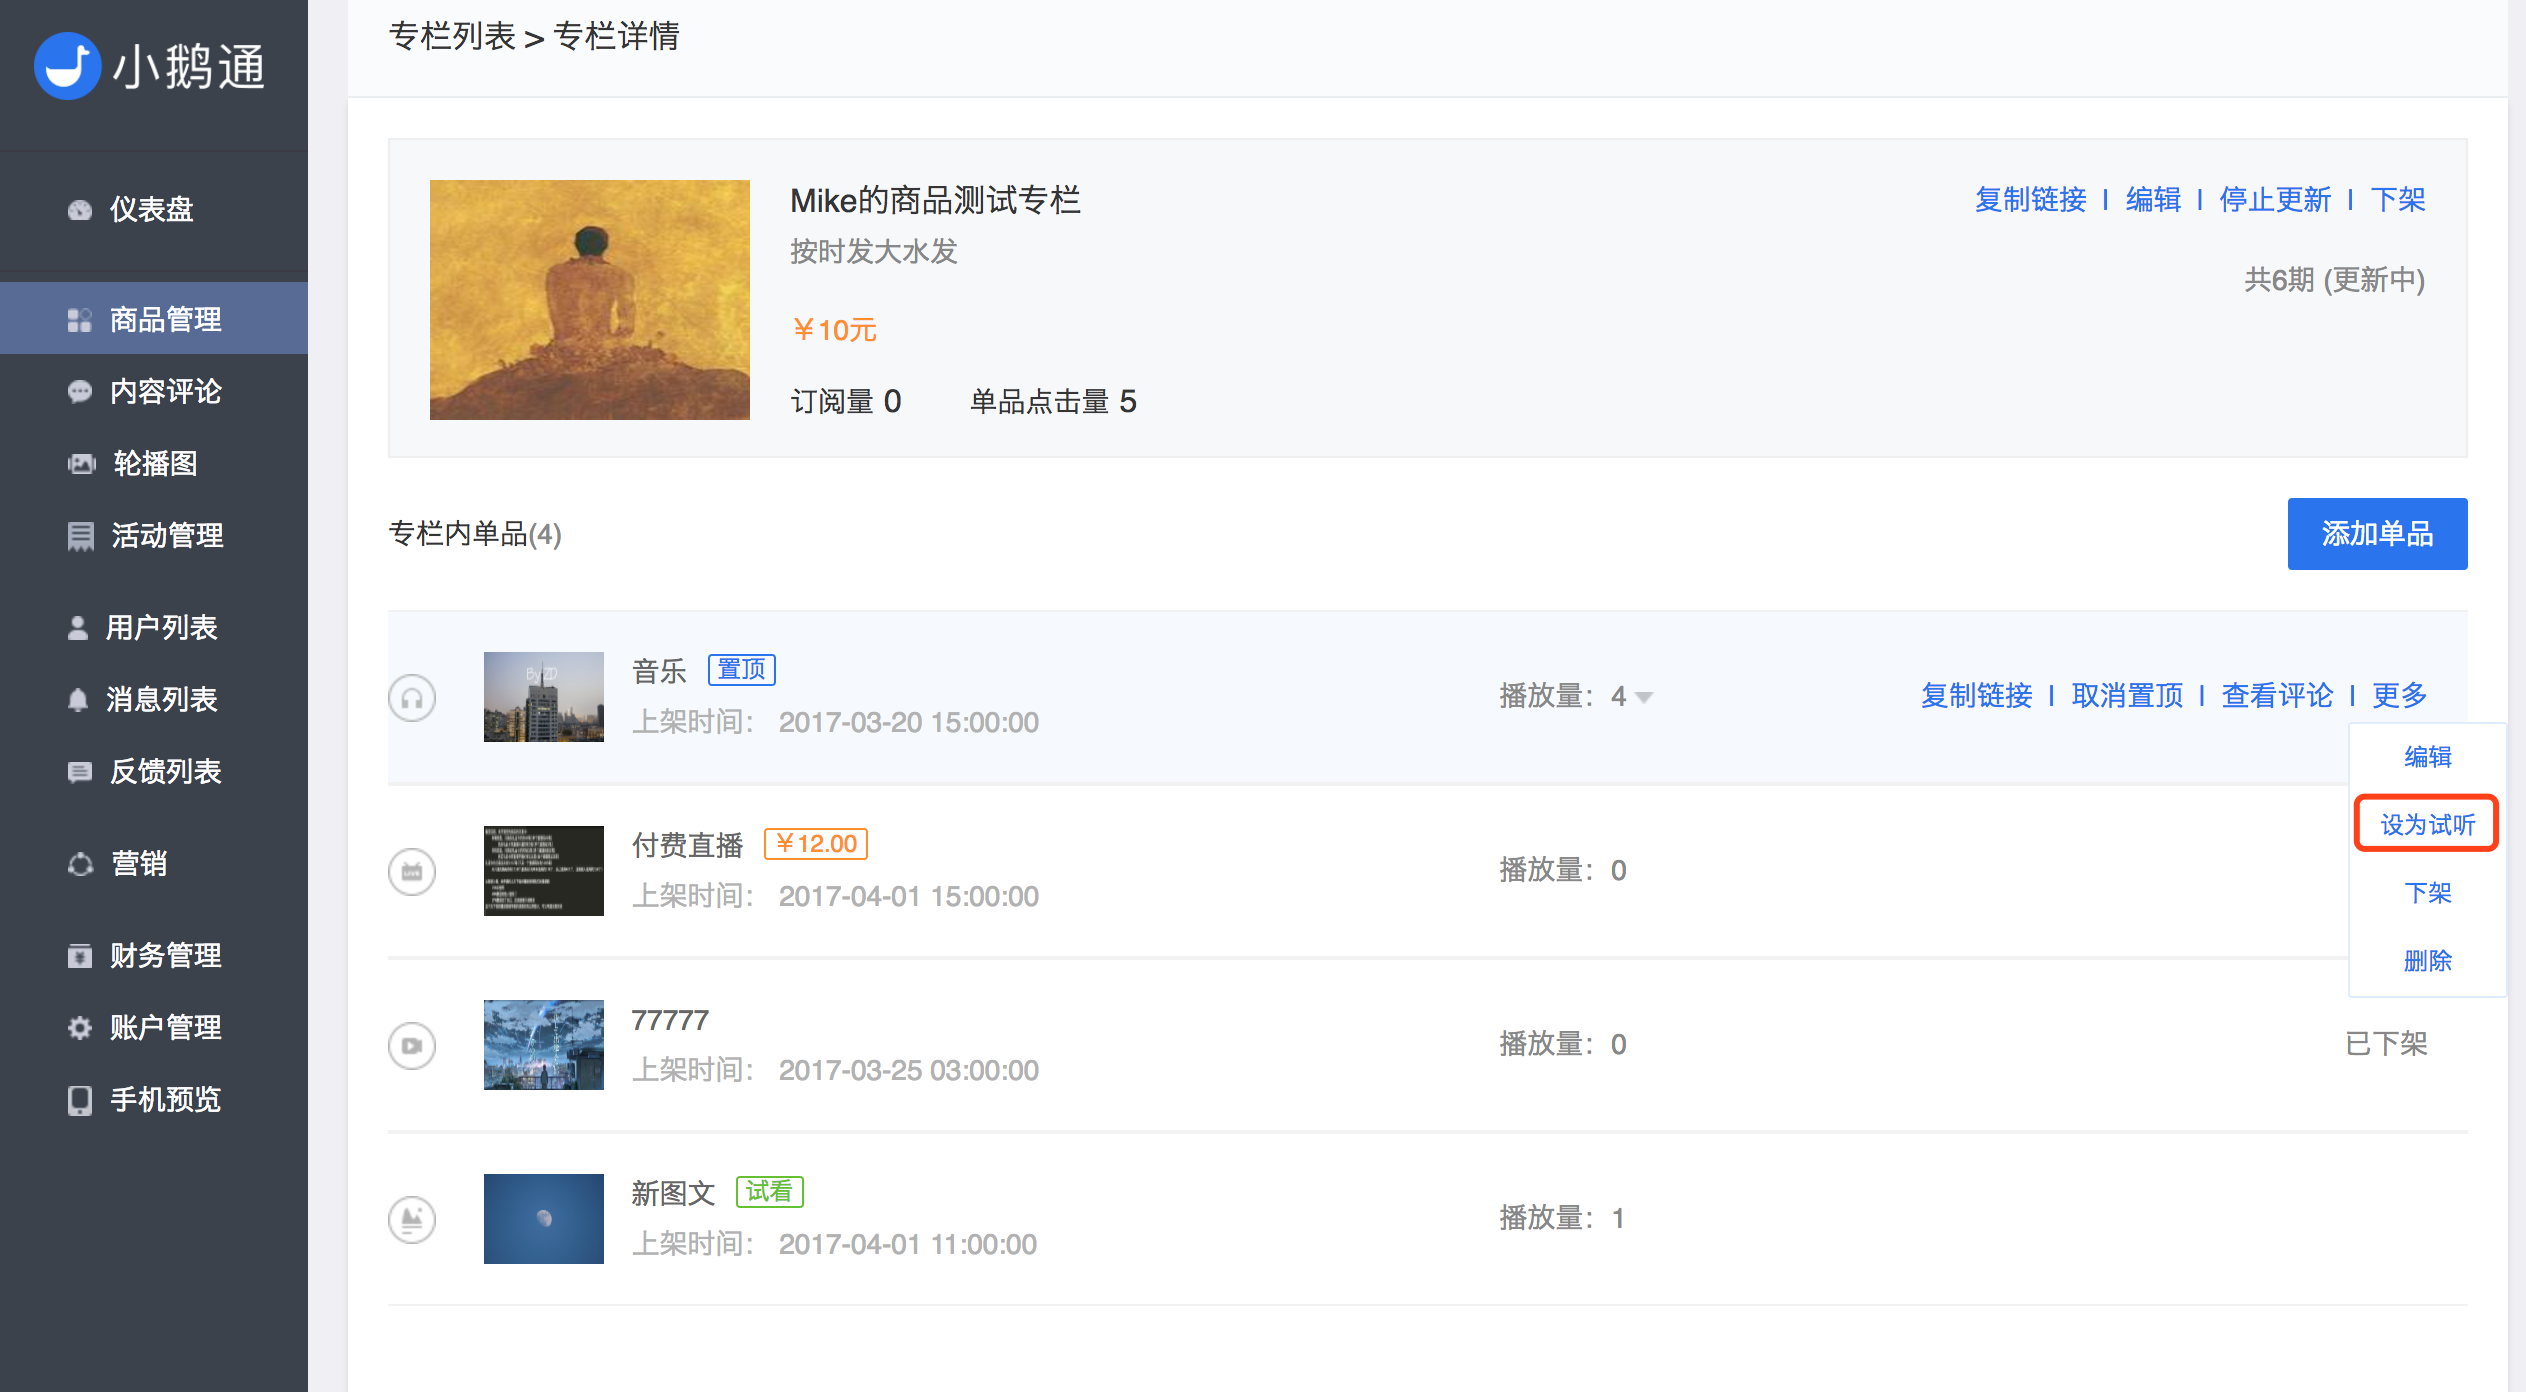 小鹅通
专栏列表 > 专栏详情
仪表盘
商品管理
内容评论
轮播图
活动管理
用户列表
消息列表
反馈列表
营销
财务管理
账户管理
手机预览
Mike的商品测试专栏
复制链接 | 编辑 | 停止更新 | 下架
按时发大水发
共6期 (更新中)
￥10元
订阅量 0 单品点击量 5
专栏内单品(4)
添加单品
By ZD
音乐 置顶
上架时间: 2017-03-20 15:00:00
播放量: 4
复制链接 | 取消置顶 | 查看评论 | 更多
编辑
设为试听
下架
删除
LIVE
付费直播 ￥12.00
上架时间: 2017-04-01 15:00:00
播放量: 0
77777
上架时间: 2017-03-25 03:00:00
播放量: 0
已下架
新图文 试看
上架时间: 2017-04-01 11:00:00
播放量: 1